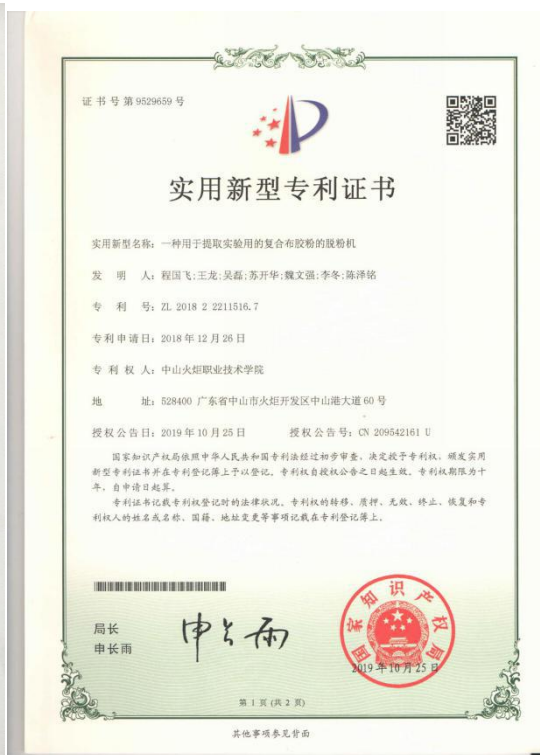 证书号第9529659号
实用新型专利证书
实用新型名称：一种用于提取实验用的复合布胶粉的脱粉机
发明人：程国飞;王龙;吴磊;苏开华;魏文强;李冬;陈泽铭
专利号：ZL 2018 2 2211516.7
专利申请日：2018年12月26日
专利权人：中山火炬职业技术学院
地址：528400 广东省中山市火炬开发区中山港大道60号
授权公告日：2019年10月25日 授权公告号：CN 209542161 U
国家知识产权局依照中华人民共和国专利法经过初步审查，决定授予专利权，颁发实用
新型专利证书并在专利登记簿上予以登记。专利权自授权公告之日起生效。专利权期限为十
年，自申请日起算。
专利证书记载专利权登记时的法律状况。专利权的转移、质押、无效、终止、恢复和专
利权人的姓名或名称、国籍、地址变更等事项记载在专利登记簿上。
局长
申长雨
申长雨
国家知识产权局
2019年10月25日
第 1 页 (共 2 页)
其他事项参见背面